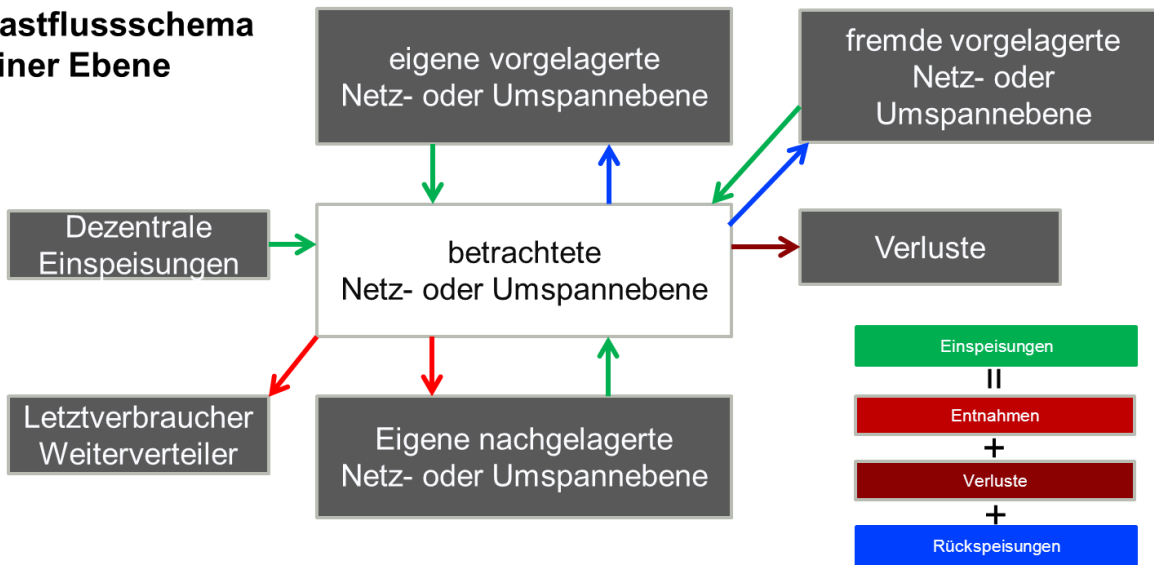 astflussschema
iner Ebene
eigene vorgelagerte
Netz- oder Umspannebene
fremde vorgelagerte
Netz- oder
Umspannebene
Dezentrale
Einspeisungen
betrachtete
Netz- oder Umspannebene
Verluste
Letztverbraucher
Weiterverteiler
Eigene nachgelagerte
Netz- oder Umspannebene
Einspeisungen
=
Entnahmen
+
Verluste
+
Rückspeisungen